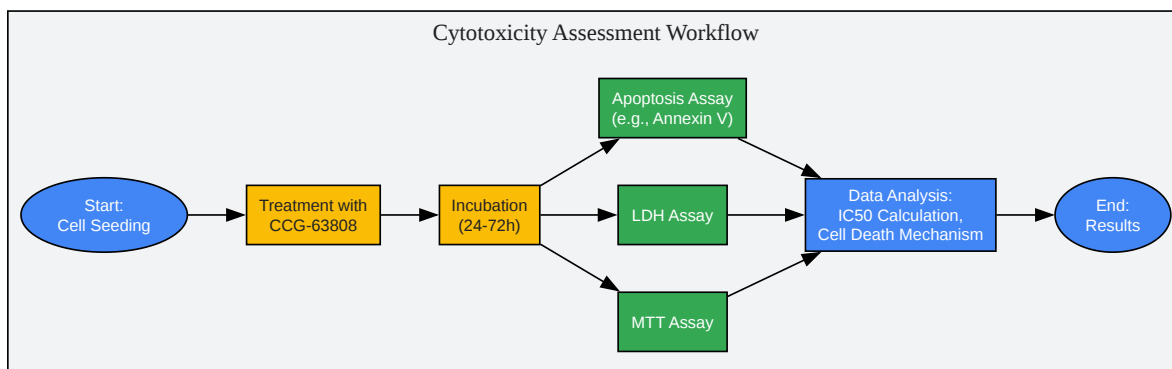 Cytotoxicity Assessment Workflow
Start:
Cell Seeding
Treatment with
CCG-63808
Incubation
(24-72h)
Apoptosis Assay
(e.g., Annexin V)
LDH Assay
MTT Assay
Data Analysis:
IC50 Calculation,
Cell Death Mechanism
End:
Results